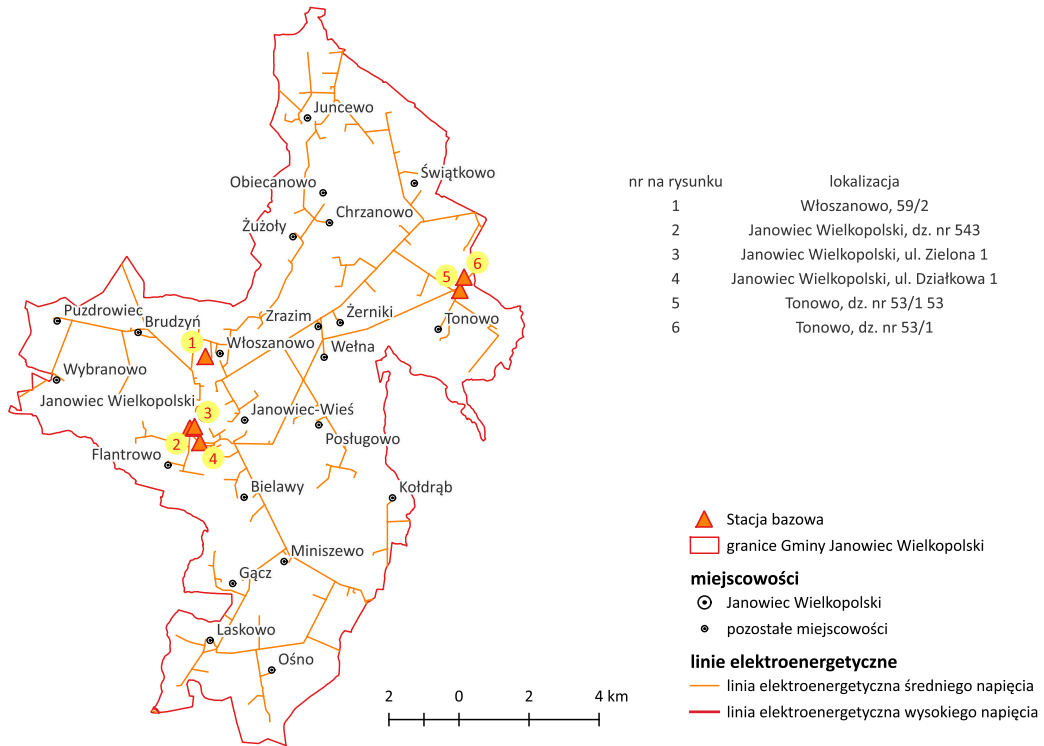 Juncewo
Świątkowo
Obiecanowo
Chrzanowo
Żużoły
6
5
Puzdrowiec
Brudzyń
Zrazim
Żerniki
Tonowo
1
Włoszanowo
Wełna
Wybranowo
Janowiec Wielkopolski
3
Janowiec-Wieś
2
Posługowo
Flantrowo
4
Bielawy
Kołdrąb
Miniszewo
Gącz
Laskowo
Ośno
2 0 2 4 km
nr na rysunku lokalizacja
1 Włoszanowo, 59/2
2 Janowiec Wielkopolski, dz. nr 543
3 Janowiec Wielkopolski, ul. Zielona 1
4 Janowiec Wielkopolski, ul. Działkowa 1
5 Tonowo, dz. nr 53/1 53
6 Tonowo, dz. nr 53/1
Stacja bazowa
granice Gminy Janowiec Wielkopolski
miejscowości
Janowiec Wielkopolski
pozostałe miejscowości
linie elektroenergetyczne
linia elektroenergetyczna średniego napięcia
linia elektroenergetyczna wysokiego napięcia